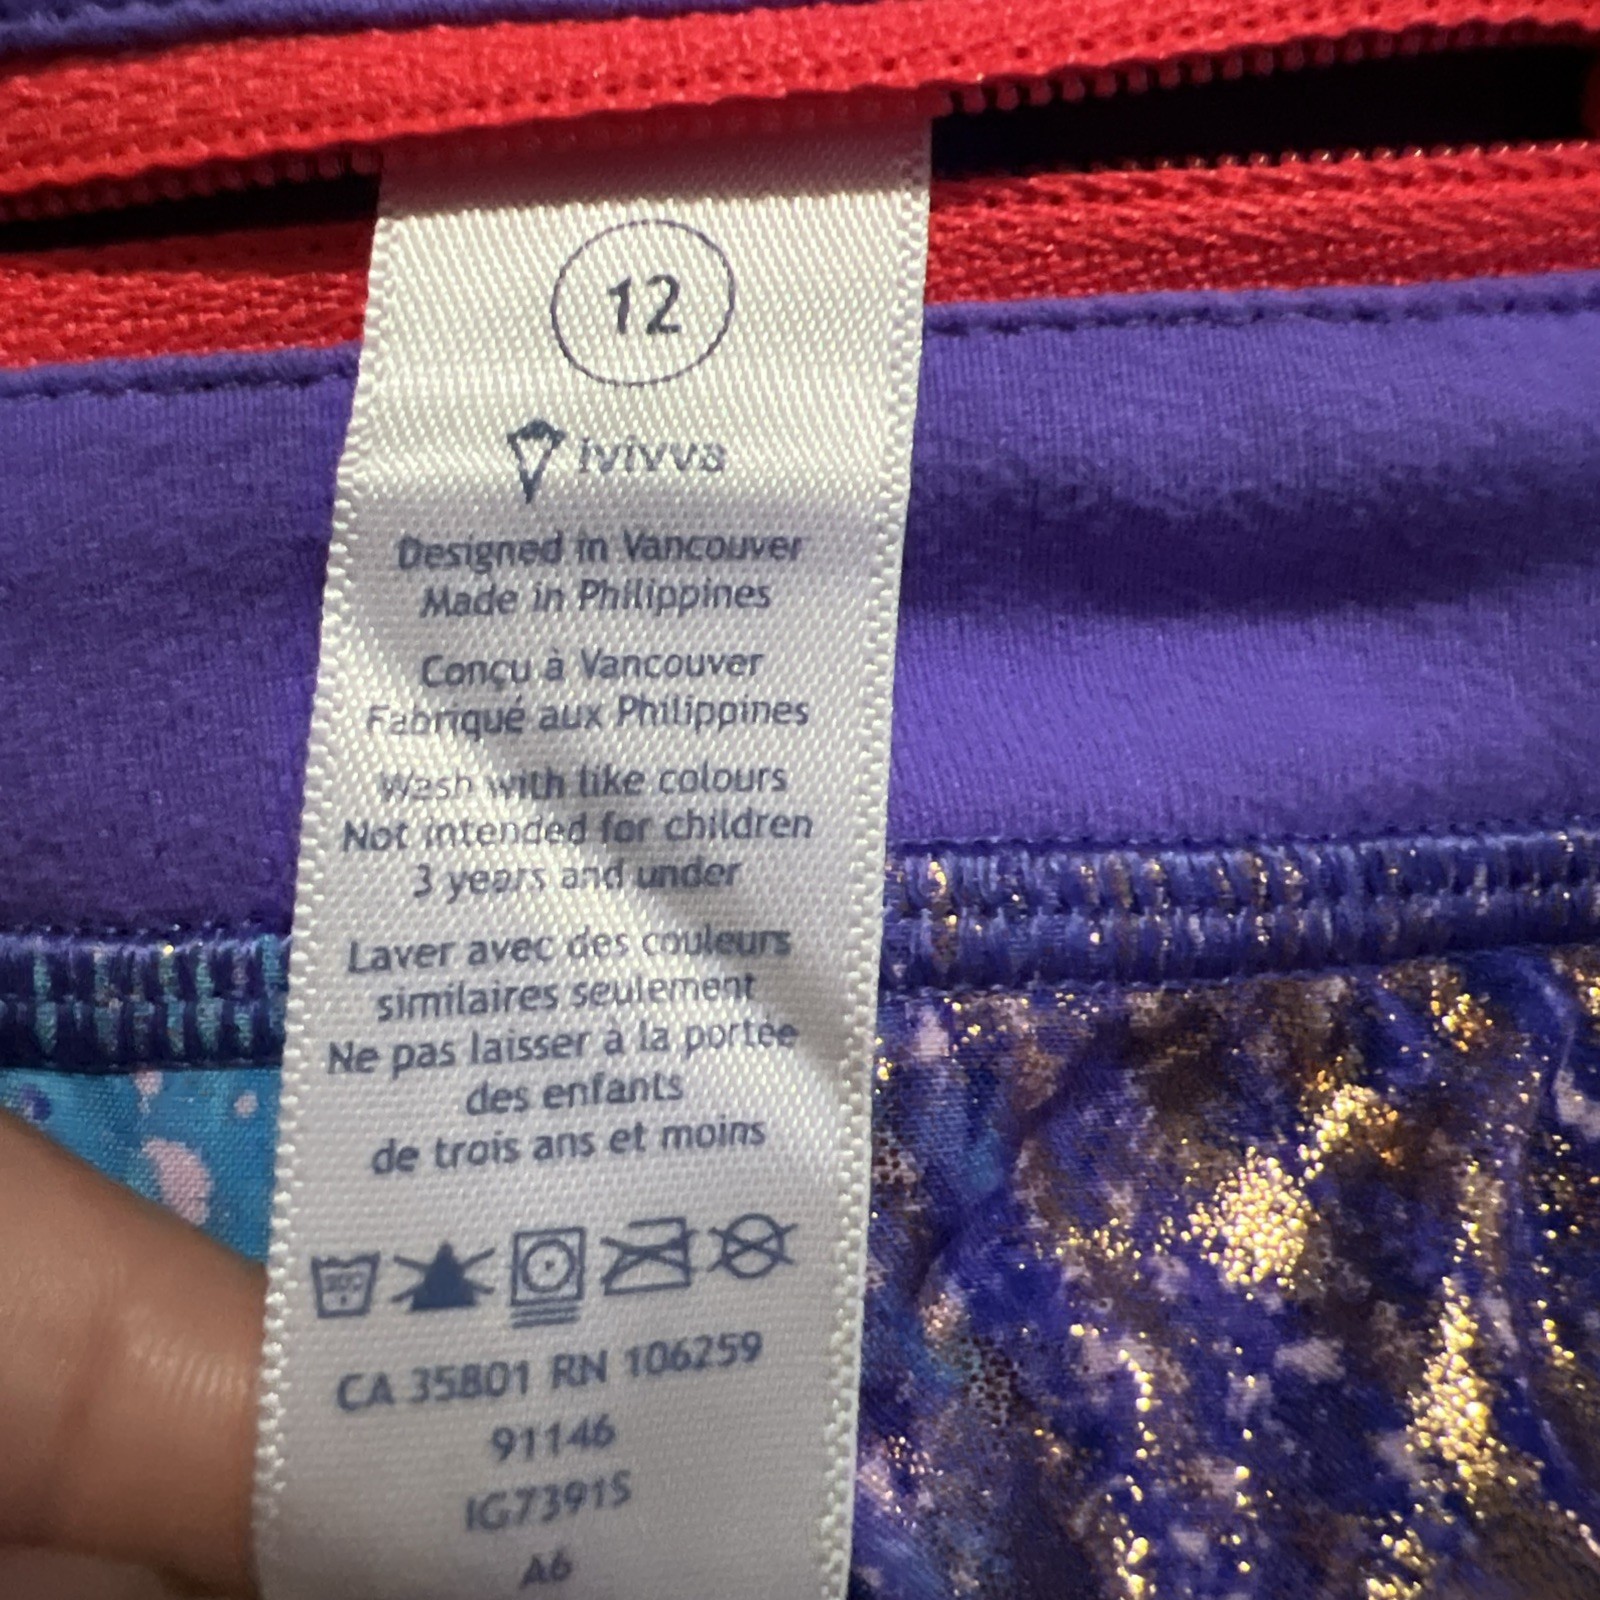 12
ivivva
Designed in Vancouver
Made in Philippines
Conçu à Vancouver
Fabriqué aux Philippines
Wash with like colours
Not intended for children
3 years and under
Laver avec des couleurs
similaires seulement
Ne pas laisser à la portée
des enfants
de trois ans et moins
30C
CA 35801 RN 106259
91146
IG7391S
A6